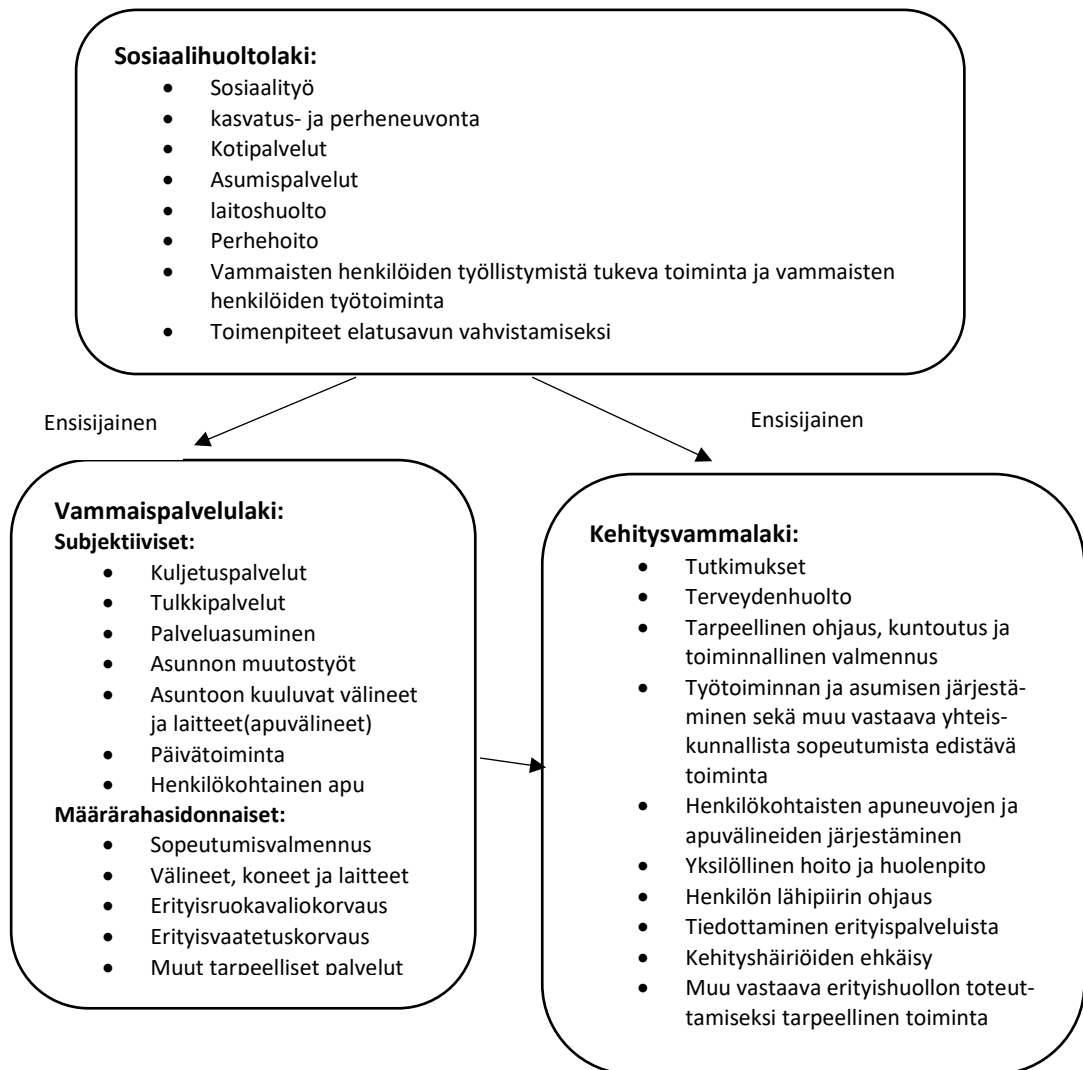 Sosiaalihuoltolaki:
• Sosiaalityö
• kasvatus- ja perheneuvonta
• Kotipalvelut
• Asumispalvelut
• laitoshuolto
• Perhehoito
• Vammaisten henkilöiden työllistymistä tukeva toiminta ja vammaisten
henkilöiden työtoiminta
• Toimenpiteet elatusavun vahvistamiseksi
Ensisijainen
Ensisijainen
Vammaispalvelulaki:
Subjektiiviset:
• Kuljetuspalvelut
• Tulkkipalvelut
• Palveluasuminen
• Asunnon muutostyöt
• Asuntoon kuuluvat välineet
ja laitteet(apuvälineet)
• Päivätoiminta
• Henkilökohtainen apu
Määrärahasidonnaiset:
• Sopeutumisvalmennus
• Välineet, koneet ja laitteet
• Erityisruokavaliokorvaus
• Erityisvaatetuskorvaus
• Muut tarpeelliset palvelut
Kehitysvammalaki:
• Tutkimukset
• Terveydenhuolto
• Tarpeellinen ohjaus, kuntoutus ja
toiminnallinen valmennus
• Työtoiminnan ja asumisen järjestä-
minen sekä muu vastaava yhteis-
kunnallista sopeutumista edistävä
toiminta
• Henkilökohtaisten apuneuvojen ja
apuvälineiden järjestäminen
• Yksilöllinen hoito ja huolenpito
• Henkilön lähipiirin ohjaus
• Tiedottaminen erityispalveluista
• Kehityshäiriöiden ehkäisy
• Muu vastaava erityishuollon toteut-
tamiseksi tarpeellinen toiminta